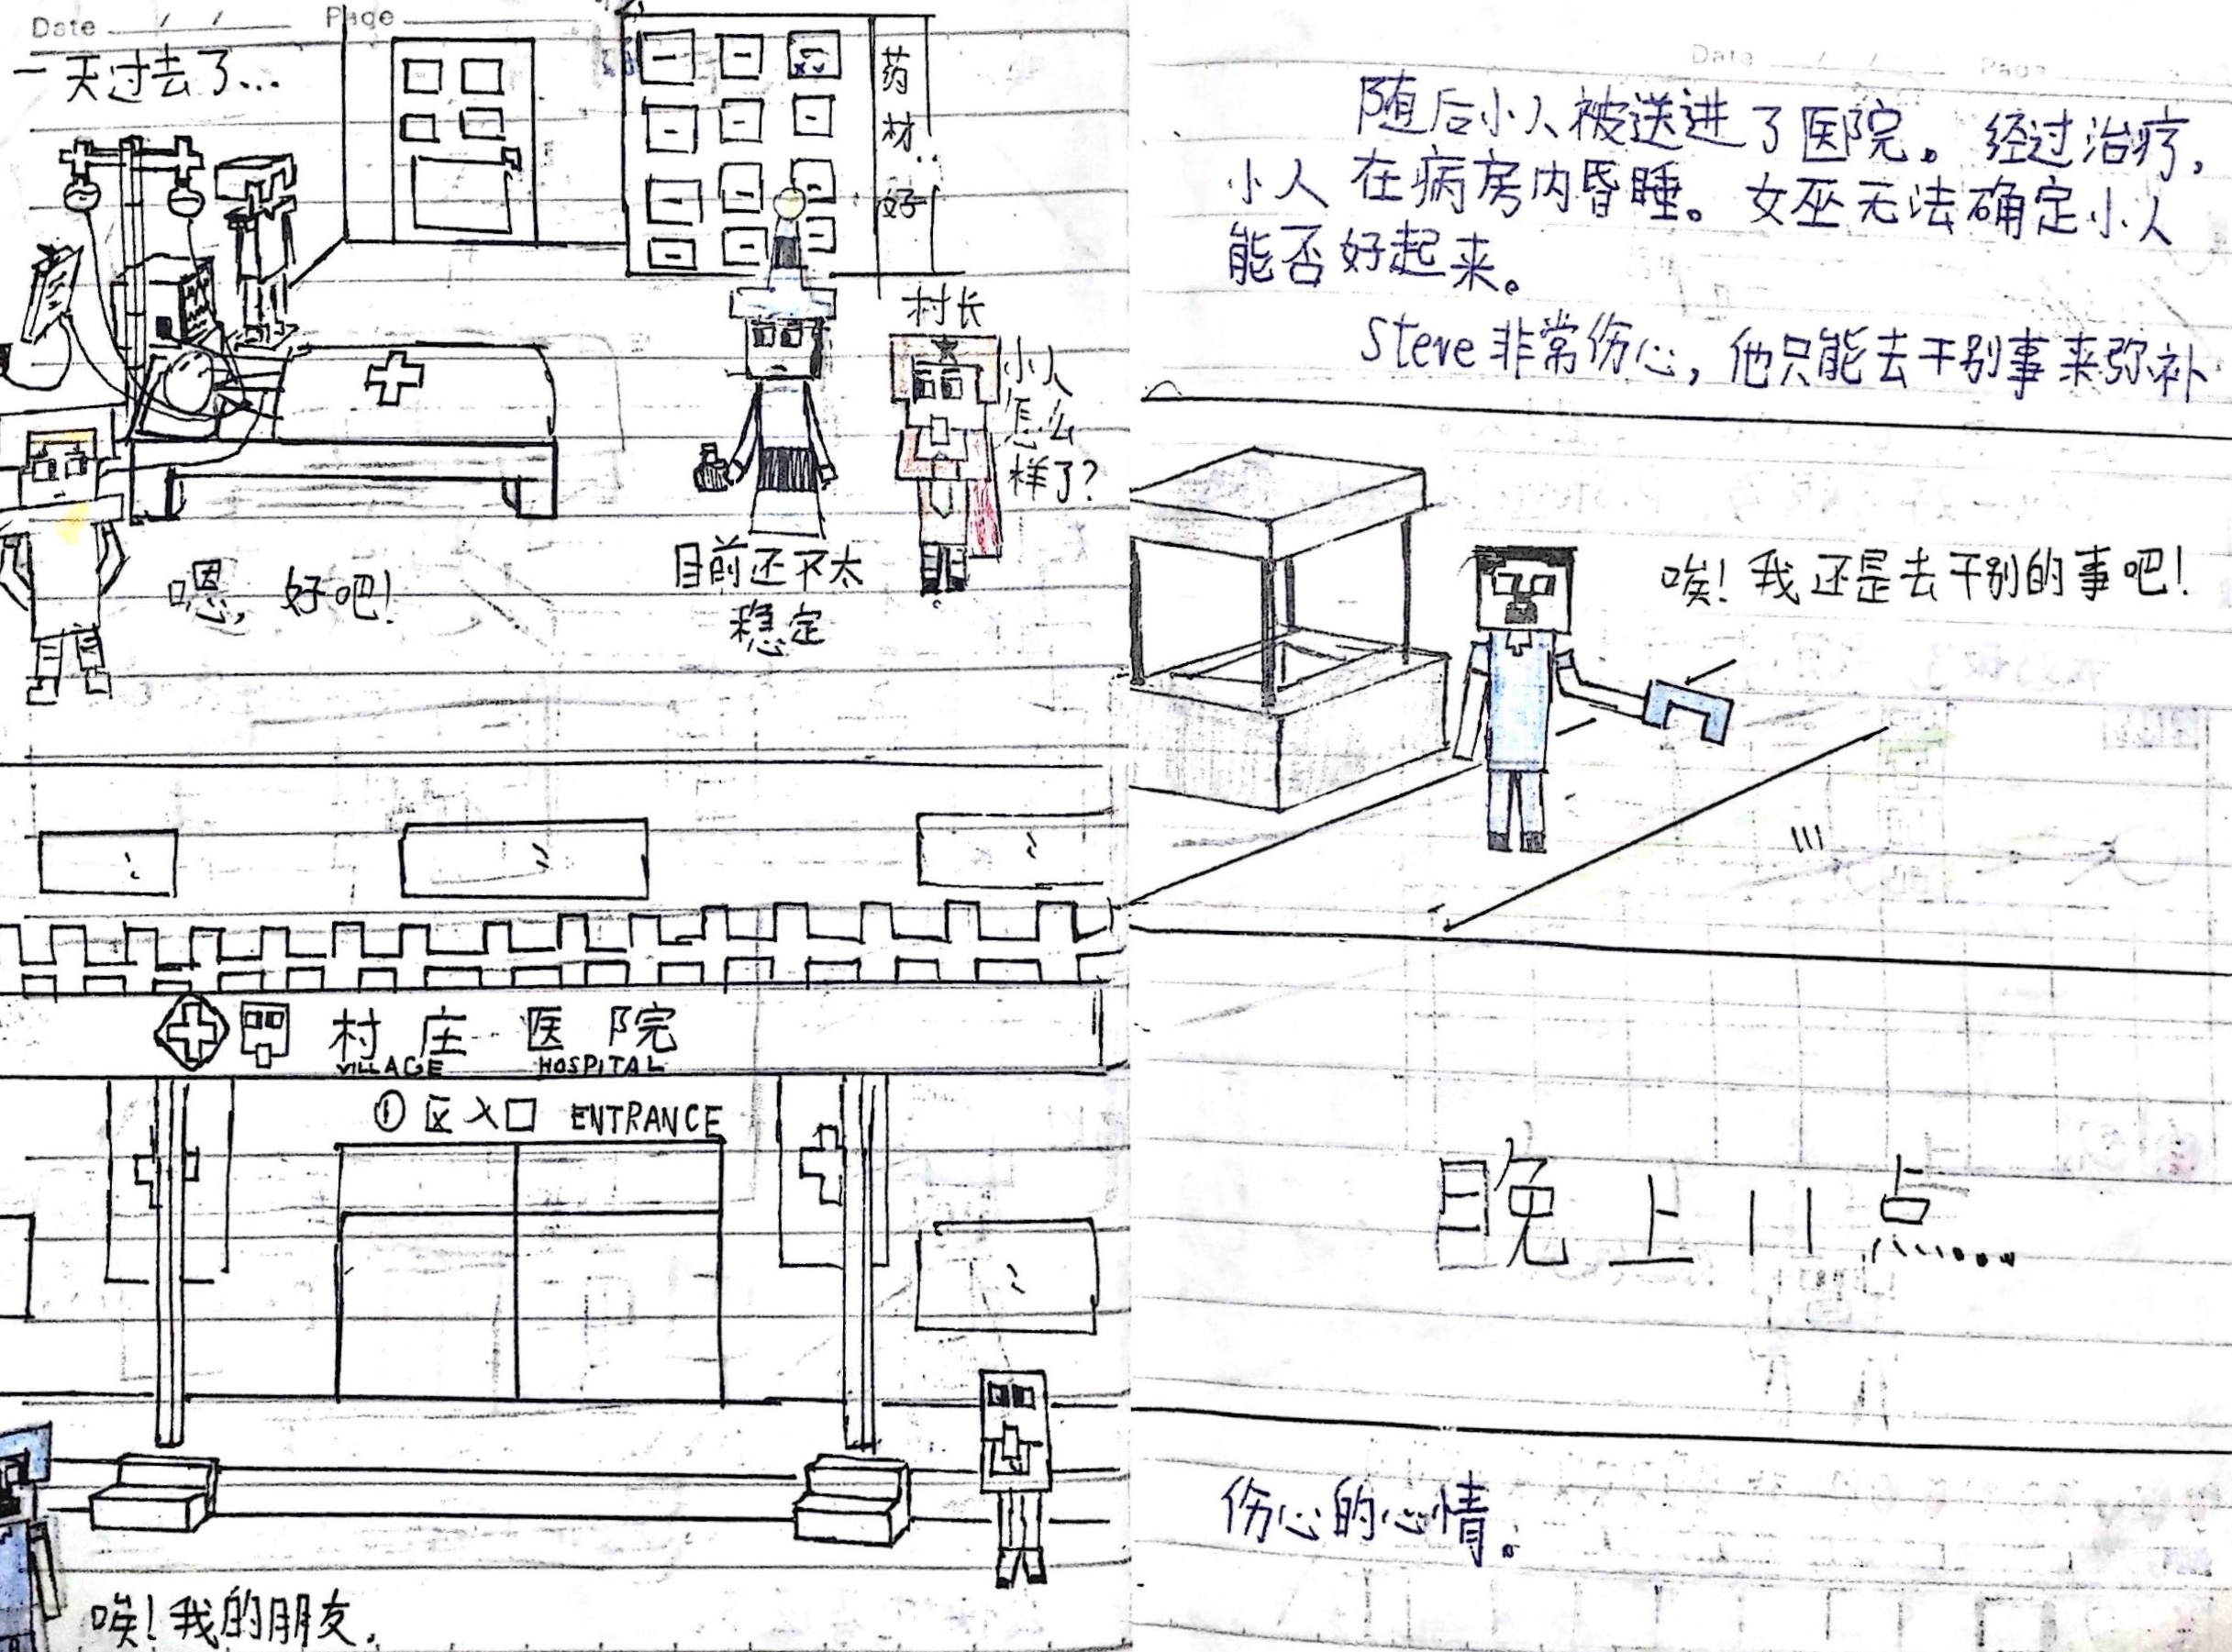 Date / / Page
一天过去了...
药材好
村长
小人怎么样了？
目前还不太
稳定
嗯，好吧！
村庄医院
VILLAGE HOSPITAL
①区入口 ENTRANCE
唉！我的朋友.
Date / / Page
随后小人被送进了医院。经过治疗，
小人在病房内昏睡。女巫无法确定小人
能否好起来。
Steve非常伤心，他只能去干别事来弥补
唉！我还是去干别的事吧！
晚上11点......
伤心的心情。